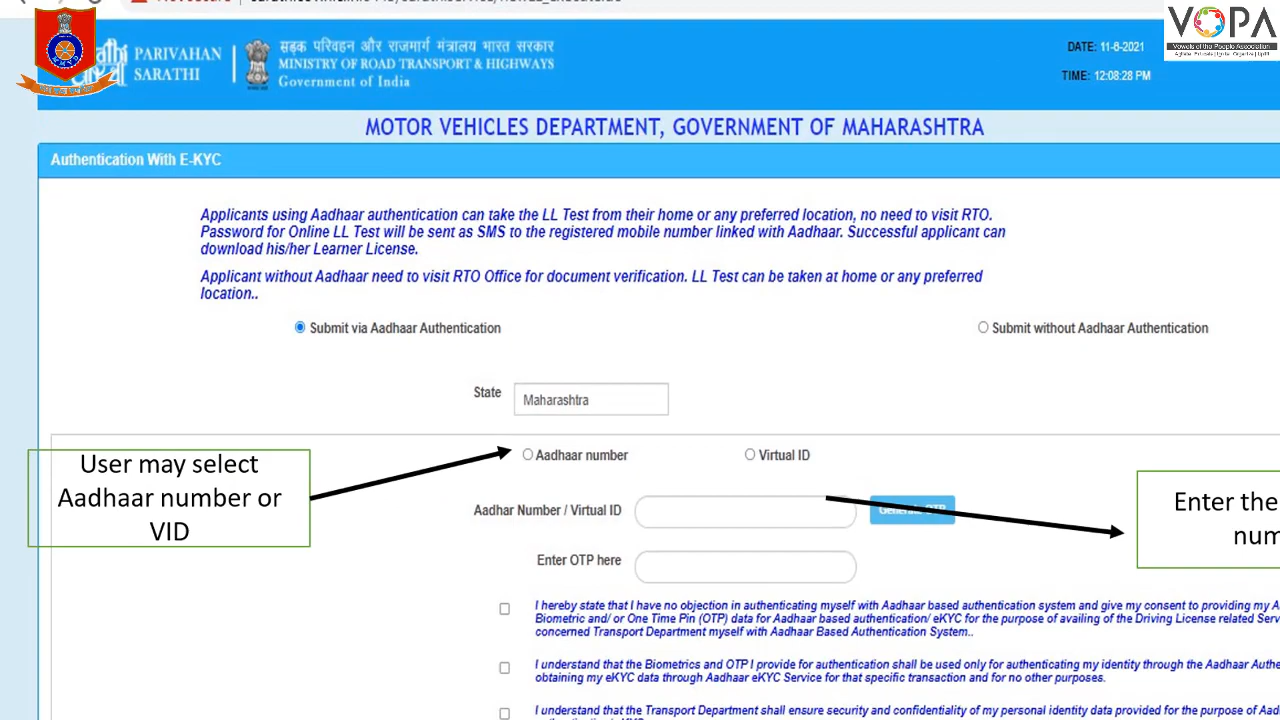 PARIVAHAN
SARATHI
सड़क परिवहन और राजमार्ग मंत्रालय भारत सरकार
MINISTRY OF ROAD TRANSPORT & HIGHWAYS
Government of India
DATE: 11-8-2021
TIME: 12:08:28 PM
VOPA
Vowels of the People Association
MOTOR VEHICLES DEPARTMENT, GOVERNMENT OF MAHARASHTRA
Authentication With E-KYC
Applicants using Aadhaar authentication can take the LL Test from their home or any preferred location, no need to visit RTO.
Password for Online LL Test will be sent as SMS to the registered mobile number linked with Aadhaar. Successful applicant can
download his/her Learner License.
Applicant without Aadhaar need to visit RTO Office for document verification. LL Test can be taken at home or any preferred
location..
Submit via Aadhaar Authentication
Submit without Aadhaar Authentication
State
Maharashtra
User may select
Aadhaar number or
VID
Aadhaar number
Virtual ID
Aadhar Number / Virtual ID
Generate OTP
Enter the
num
Enter OTP here
I hereby state that I have no objection in authenticating myself with Aadhaar based authentication system and give my consent to providing my A
Biometric and/ or One Time Pin (OTP) data for Aadhaar based authentication/ eKYC for the purpose of availing of the Driving License related Serv
concerned Transport Department myself with Aadhaar Based Authentication System..
I understand that the Biometrics and OTP I provide for authentication shall be used only for authenticating my identity through the Aadhaar Authe
obtaining my eKYC data through Aadhaar eKYC Service for that specific transaction and for no other purposes.
I understand that the Transport Department shall ensure security and confidentiality of my personal identity data provided for the purpose of Aad